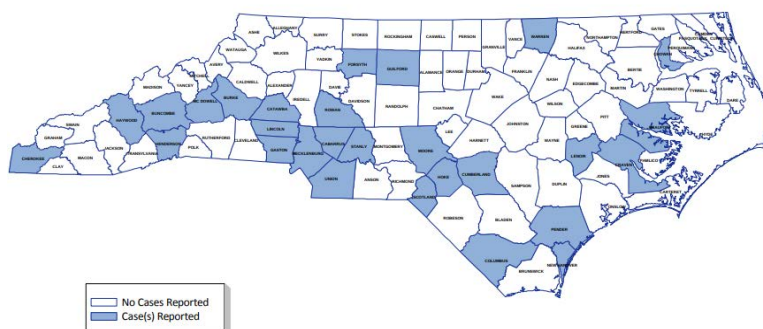 ASHE
ALLEGHANY
SURRY
STOKES
ROCKINGHAM
CASWELL
PERSON
GRANVILLE
VANCE
WARREN
NORTHAMPTON
HERTFORD
GATES
HALIFAX
WATAUGA
WILKES
YADKIN
FORSYTH
GUILFORD
ALAMANCE
ORANGE
DURHAM
FRANKLIN
NASH
EDGECOMBE
BERTIE
CHOWAN
PERQUIMANS
AVERY
MITCHELL
YANCEY
MADISON
CALDWELL
ALEXANDER
IREDELL
DAVIE
DAVIDSON
RANDOLPH
CHATHAM
WAKE
WILSON
MARTIN
WASHINGTON
TYRRELL
DARE
HAYWOOD
BUNCOMBE
MC DOWELL
BURKE
CATAWBA
ROWAN
LEE
JOHNSTON
GREENE
PITT
BEAUFORT
HYDE
SWAIN
GRAHAM
CHEROKEE
CLAY
MACON
JACKSON
TRANSYLVANIA
HENDERSON
POLK
RUTHERFORD
CLEVELAND
LINCOLN
GASTON
MECKLENBURG
CABARRUS
STANLY
MONTGOMERY
MOORE
HARNETT
WAYNE
LENOIR
CRAVEN
PAMLICO
UNION
ANSON
RICHMOND
HOKE
CUMBERLAND
SAMPSON
DUPLIN
JONES
CARTERET
SCOTLAND
ROBESON
BLADEN
PENDER
ONSLOW
COLUMBUS
BRUNSWICK
NEW HANOVER
No Cases Reported
Case(s) Reported